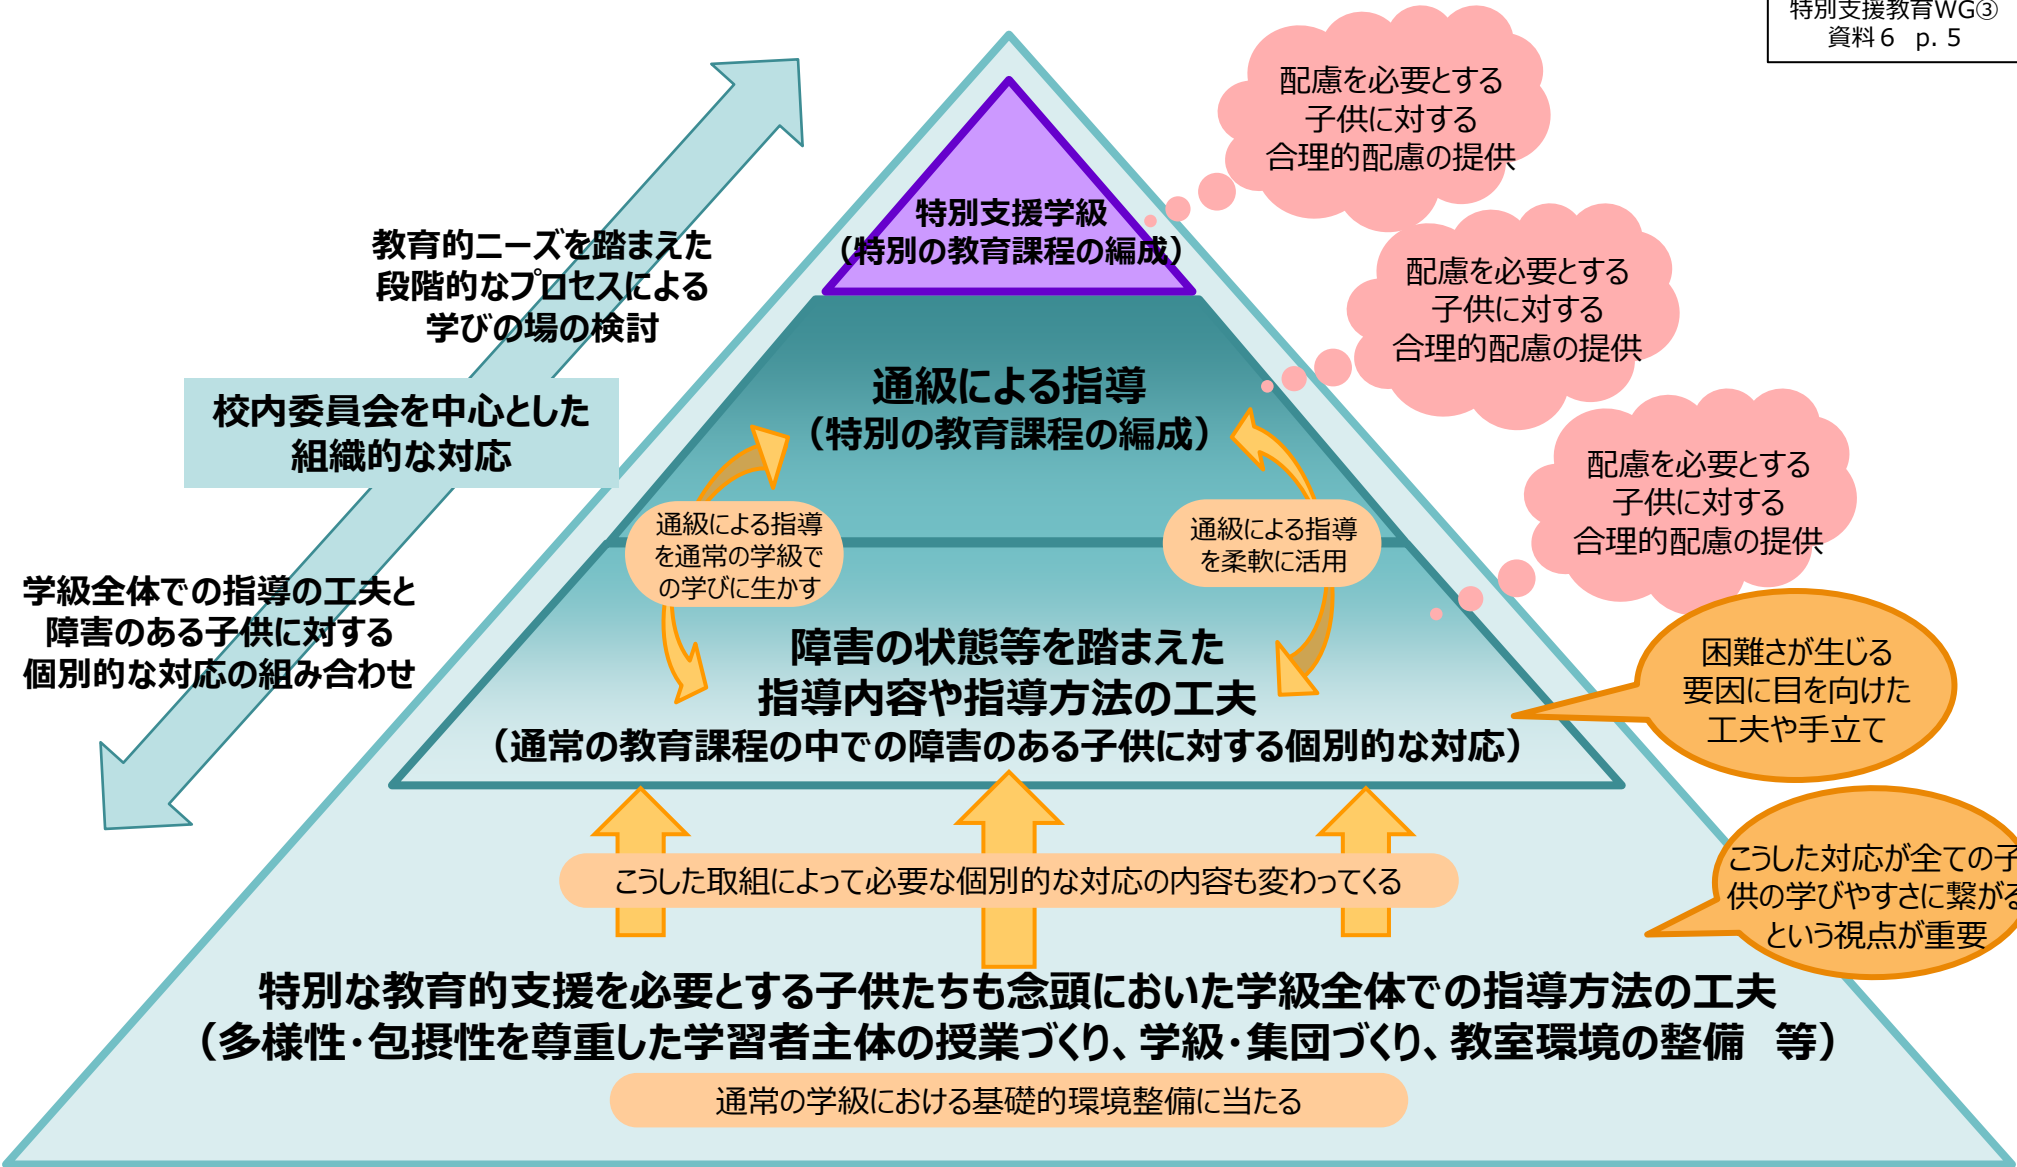 特別支援教育WG③
資料6 p. 5
配慮を必要とする
子供に対する
合理的配慮の提供
特別支援学級
（特別の教育課程の編成）
教育的ニーズを踏まえた
段階的なプロセスによる
学びの場の検討
配慮を必要とする
子供に対する
合理的配慮の提供
通級による指導
（特別の教育課程の編成）
校内委員会を中心とした
組織的な対応
配慮を必要とする
子供に対する
合理的配慮の提供
通級による指導
を通常の学級で
の学びに生かす
通級による指導
を柔軟に活用
学級全体での指導の工夫と
障害のある子供に対する
個別的な対応の組み合わせ
障害の状態等を踏まえた
指導内容や指導方法の工夫
（通常の教育課程の中での障害のある子供に対する個別的な対応）
困難さが生じる
要因に目を向けた
工夫や手立て
こうした取組によって必要な個別的な対応の内容も変わってくる
こうした対応が全ての子
供の学びやすさに繋がる
という視点が重要
特別な教育的支援を必要とする子供たちも念頭においた学級全体での指導方法の工夫
（多様性・包摂性を尊重した学習者主体の授業づくり、学級・集団づくり、教室環境の整備　等）
通常の学級における基礎的環境整備に当たる